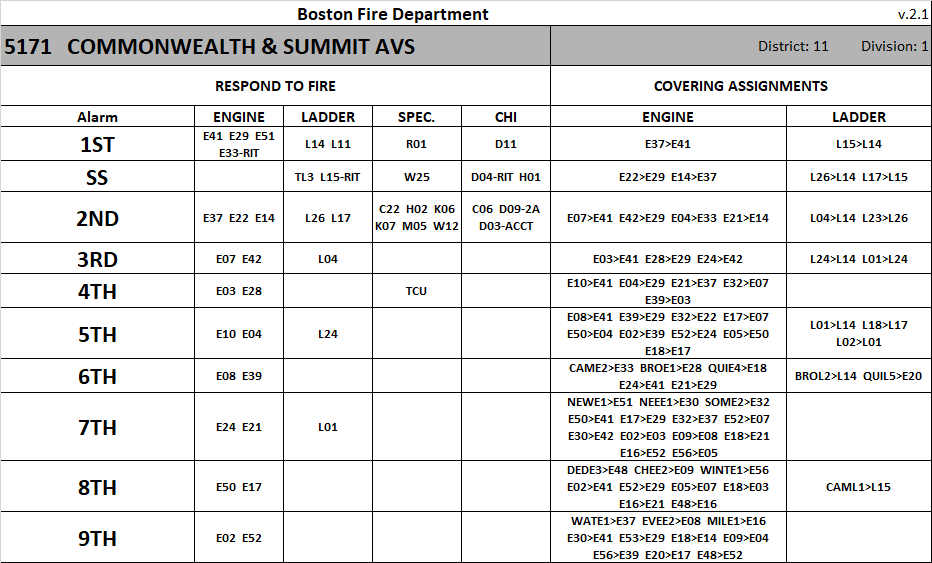 Boston Fire Department v.2.1
5171 COMMONWEALTH & SUMMIT AVS District: 11 Division: 1
RESPOND TO FIRE COVERING ASSIGNMENTS
Alarm ENGINE LADDER SPEC. CHI ENGINE LADDER
1ST E41 E29 E51 E33-RIT L14 L11 R01 D11 E37>E41 L15>L14
SS TL3 L15-RIT W25 D04-RIT H01 E22>E29 E14>E37 L26>L14 L17>L15
2ND E37 E22 E14 L26 L17 C22 H02 K06 K07 M05 W12 C06 D09-2A D03-ACCT E07>E41 E42>E29 E04>E33 E21>E14 L04>L14 L23>L26
3RD E07 E42 L04 E03>E41 E28>E29 E24>E42 L24>L14 L01>L24
4TH E03 E28 TCU E10>E41 E04>E29 E21>E37 E32>E07 E39>E03
5TH E10 E04 L24 E08>E41 E39>E29 E32>E22 E17>E07 E50>E04 E02>E39 E52>E24 E05>E50 E18>E17 L01>L14 L18>L17 L02>L01
6TH E08 E39 CAME2>E33 BROE1>E28 QUIE4>E18 E24>E41 E21>E29 BROL2>L14 QUIL5>E20
7TH E24 E21 L01 NEWE1>E51 NEEE1>E30 SOME2>E32 E50>E41 E17>E29 E32>E37 E52>E07 E30>E42 E02>E03 E09>E08 E18>E21 E16>E52 E56>E05
8TH E50 E17 DEDE3>E48 CHEE2>E09 WINTE1>E56 E02>E41 E52>E29 E05>E07 E18>E03 E16>E21 E48>E16 CAML1>L15
9TH E02 E52 WATE1>E37 EVEE2>E08 MILE1>E16 E30>E41 E53>E29 E18>E14 E09>E04 E56>E39 E20>E17 E48>E52